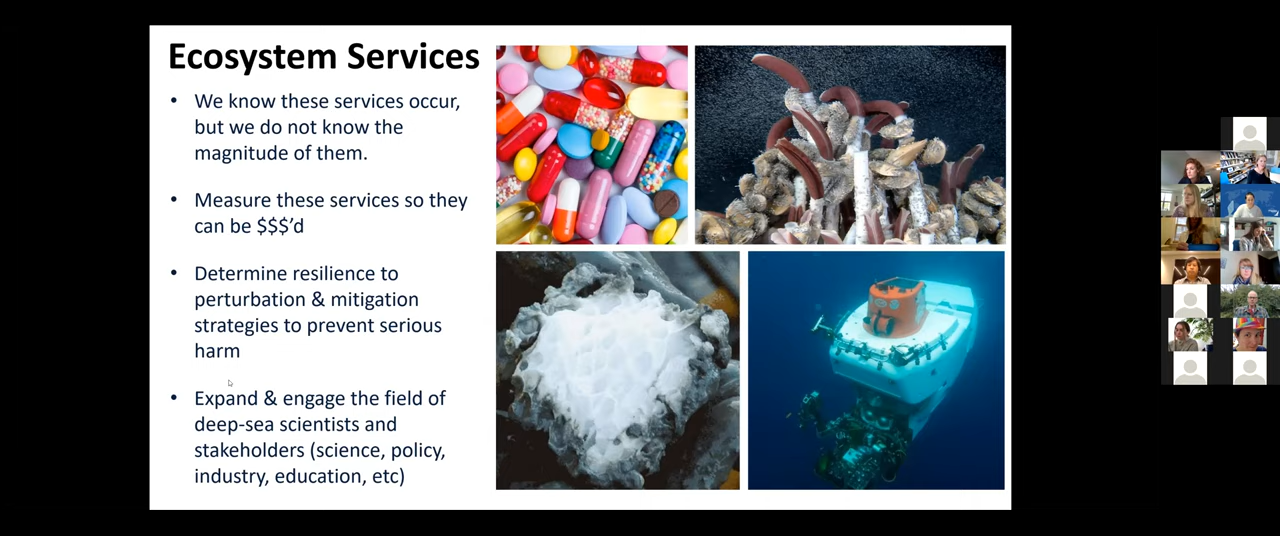 Ecosystem Services
• We know these services occur,
but we do not know the
magnitude of them.
• Measure these services so they
can be $$$'d
• Determine resilience to
perturbation & mitigation
strategies to prevent serious
harm
• Expand & engage the field of
deep-sea scientists and
stakeholders (science, policy,
industry, education, etc)